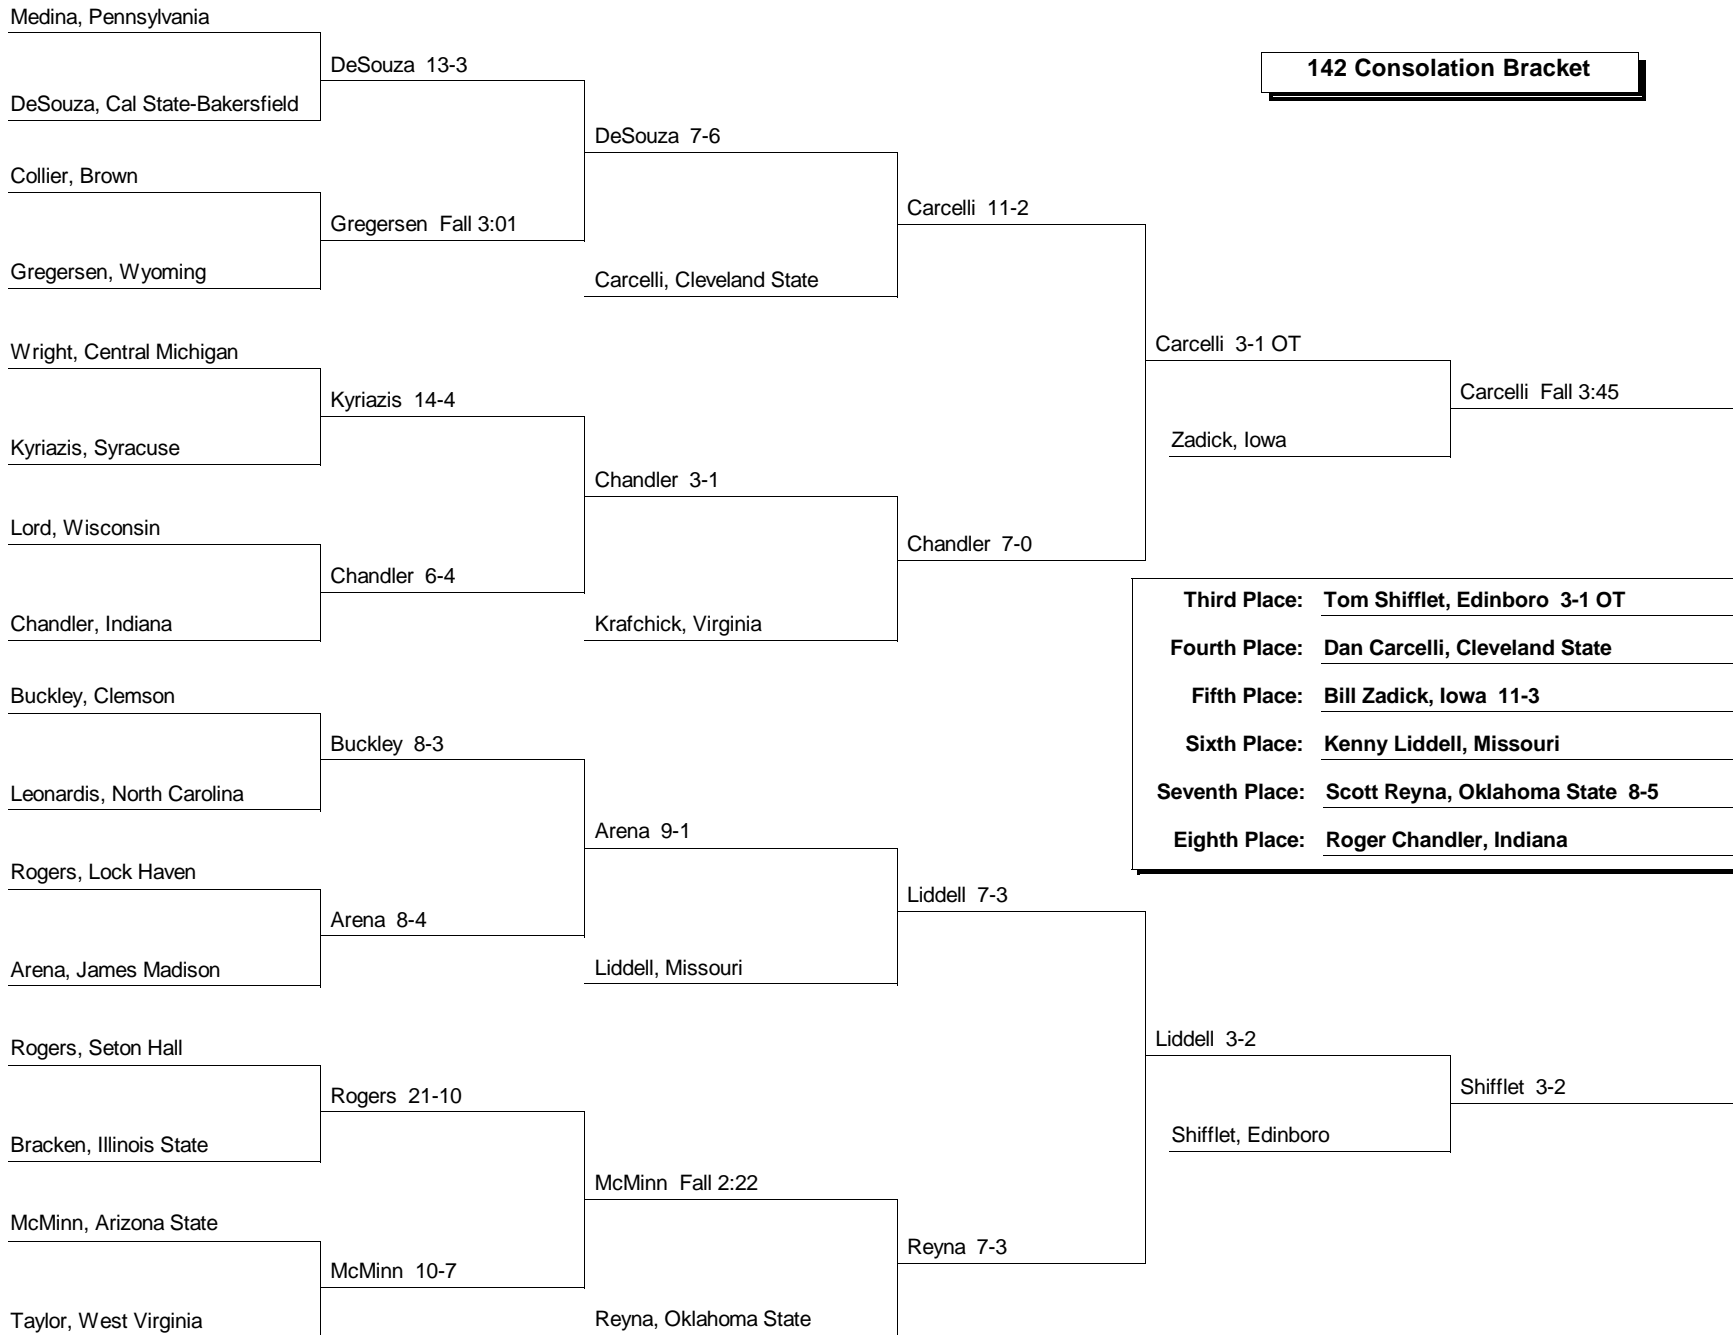 Medina, Pennsylvania
DeSouza 13-3
142 Consolation Bracket
DeSouza, Cal State-Bakersfield
DeSouza 7-6
Collier, Brown
Carcelli 11-2
Gregersen Fall 3:01
Gregersen, Wyoming
Carcelli, Cleveland State
Wright, Central Michigan
Carcelli 3-1 OT
Kyriazis 14-4
Carcelli Fall 3:45
Kyriazis, Syracuse
Zadick, Iowa
Chandler 3-1
Lord, Wisconsin
Chandler 7-0
Chandler 6-4
Chandler, Indiana
Krafchick, Virginia
Third Place: Tom Shifflet, Edinboro 3-1 OT
Fourth Place: Dan Carcelli, Cleveland State
Fifth Place: Bill Zadick, Iowa 11-3
Sixth Place: Kenny Liddell, Missouri
Seventh Place: Scott Reyna, Oklahoma State 8-5
Eighth Place: Roger Chandler, Indiana
Buckley, Clemson
Buckley 8-3
Leonardis, North Carolina
Arena 9-1
Rogers, Lock Haven
Liddell 7-3
Arena 8-4
Arena, James Madison
Liddell, Missouri
Rogers, Seton Hall
Liddell 3-2
Rogers 21-10
Shifflet 3-2
Bracken, Illinois State
Shifflet, Edinboro
McMinn Fall 2:22
McMinn, Arizona State
Reyna 7-3
McMinn 10-7
Taylor, West Virginia
Reyna, Oklahoma State